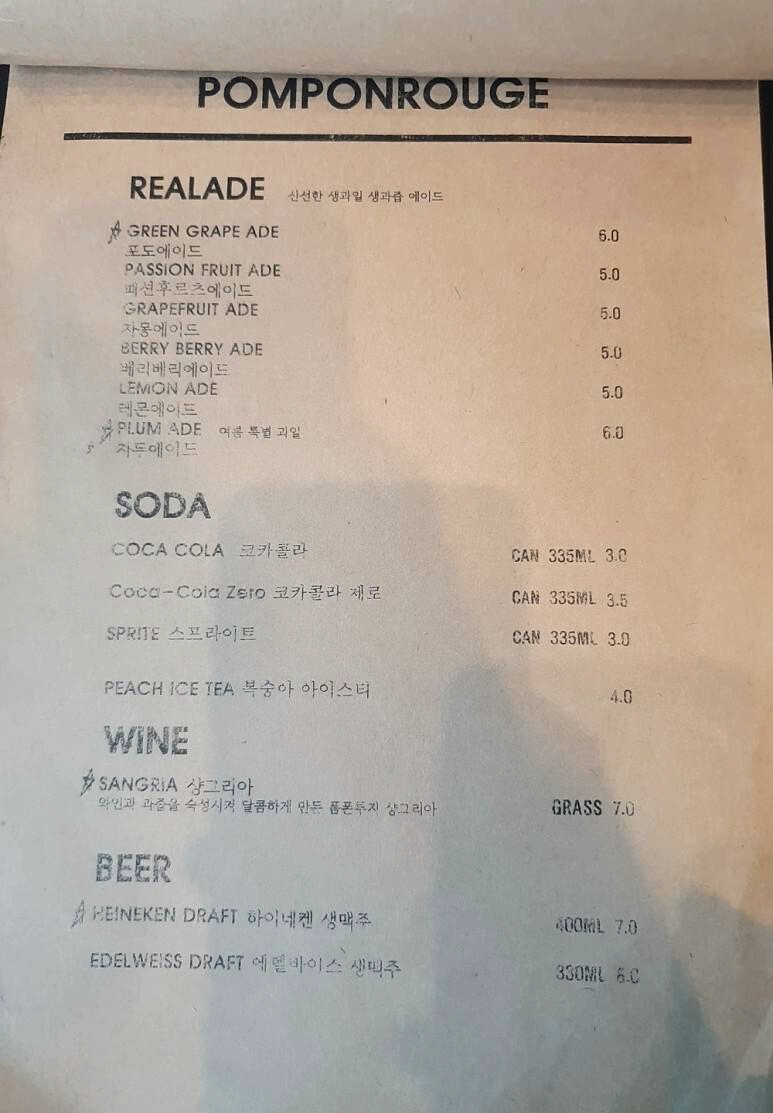 POMPONROUGE
REALADE 신선한 생과일 생과즙 에이드
GREEN GRAPE ADE 6.0
포도에이드
PASSION FRUIT ADE 5.0
패션후르츠에이드
GRAPEFRUIT ADE 5.0
자몽에이드
BERRY BERRY ADE 5.0
베리베리에이드
LEMON ADE 5.0
레몬에이드
PLUM ADE 여름 특별 과일 6.0
자두에이드
SODA
COCA COLA 코카콜라 CAN 335ML 3.0
Coca-Cola Zero 코카콜라 제로 CAN 335ML 3.5
SPRITE 스프라이트 CAN 335ML 3.0
PEACH ICE TEA 복숭아 아이스티 4.0
WINE
SANGRIA 샹그리아
와인과 과즙을 숙성시켜 달콤하게 만든 샹그리아 GRASS 7.0
BEER
HEINEKEN DRAFT 하이네켄 생맥주 400ML 7.0
EDELWEISS DRAFT 에델바이스 생맥주 330ML 6.0